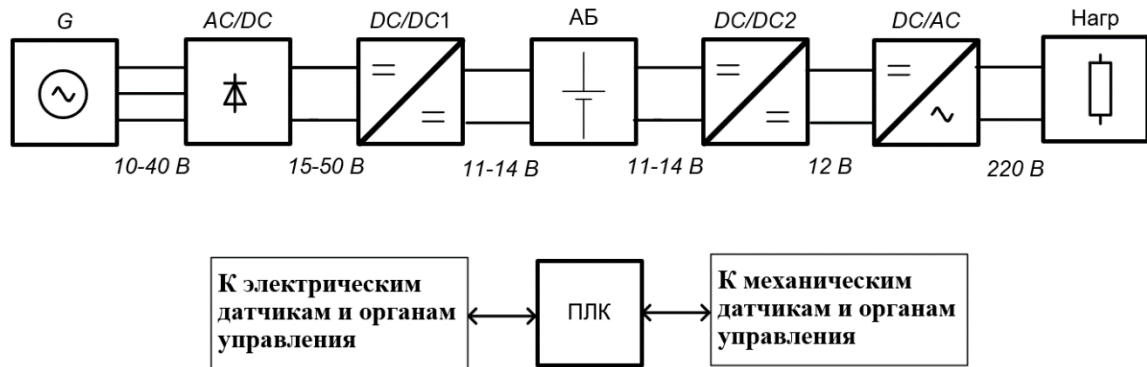 G AC/DC DC/DC1 АБ DC/DC2 DC/AC Нагр
10-40 В 15-50 В 11-14 В 11-14 В 12 В 220 В
К электрическим
датчикам и органам
управления
ПЛК
К механическим
датчикам и органам
управления